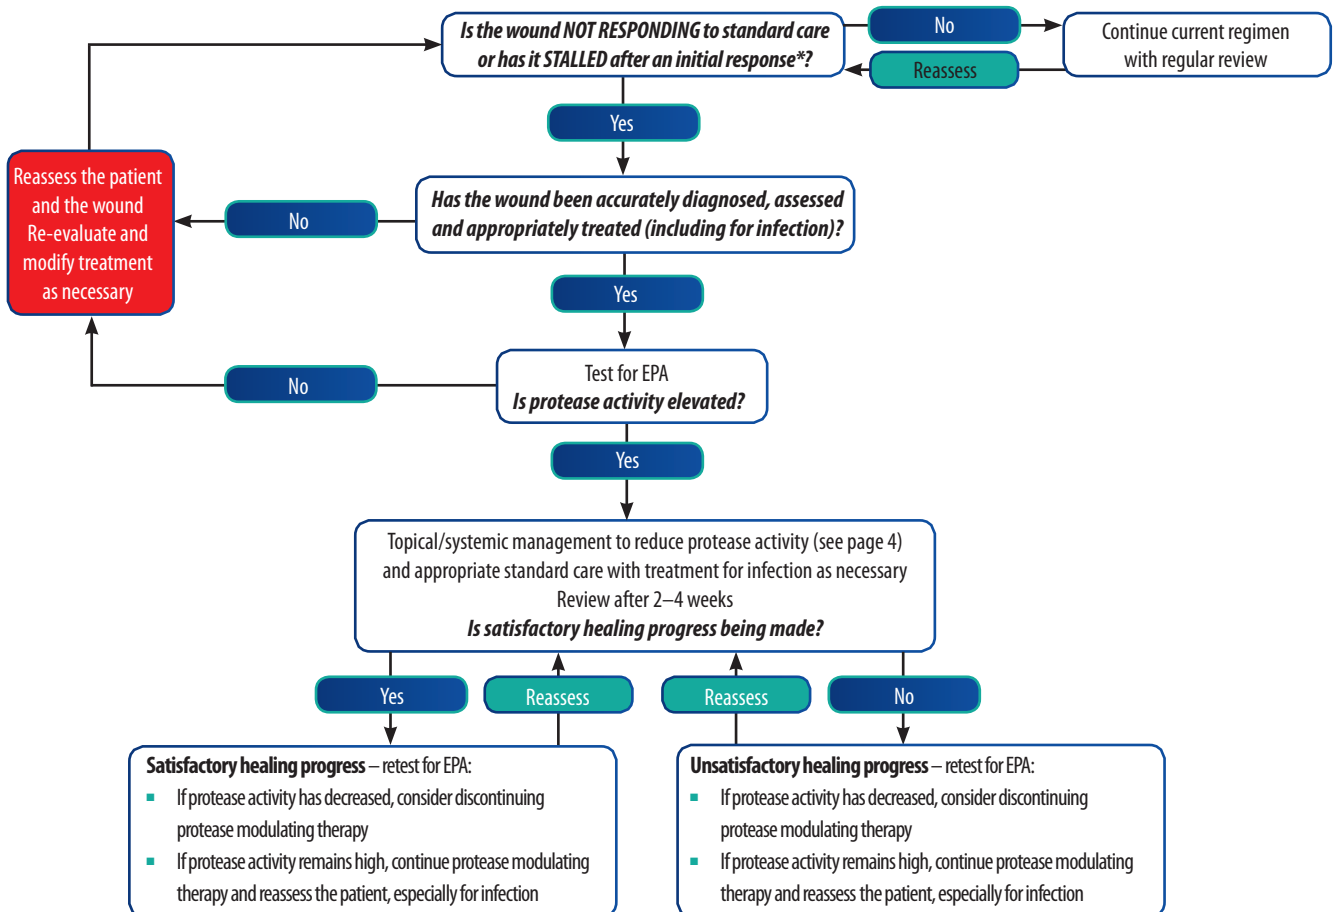 Is the wound NOT RESPONDING to standard care
or has it STALLED after an initial response*?
No
Continue current regimen
with regular review
Reassess
Yes
Reassess the patient
and the wound
Re-evaluate and
modify treatment
as necessary
No
Has the wound been accurately diagnosed, assessed
and appropriately treated (including for infection)?
Yes
Test for EPA
Is protease activity elevated?
No
Yes
Topical/systemic management to reduce protease activity (see page 4)
and appropriate standard care with treatment for infection as necessary
Review after 2–4 weeks
Is satisfactory healing progress being made?
Yes
Reassess
Reassess
No
Satisfactory healing progress – retest for EPA:
▪ If protease activity has decreased, consider discontinuing
protease modulating therapy
▪ If protease activity remains high, continue protease modulating
therapy and reassess the patient, especially for infection
Unsatisfactory healing progress – retest for EPA:
▪ If protease activity has decreased, consider discontinuing
protease modulating therapy
▪ If protease activity remains high, continue protease modulating
therapy and reassess the patient, especially for infection